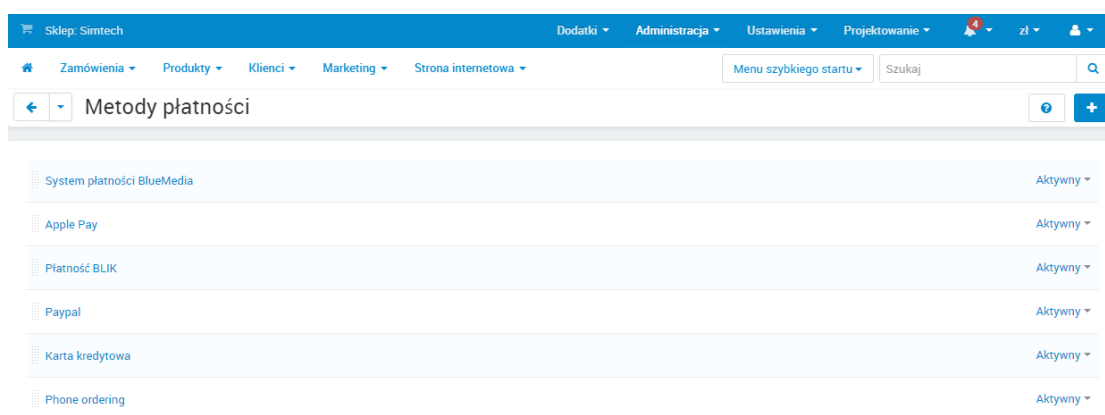 Sklep: Simtech Dodatki Administracja Ustawienia Projektowanie 4 zł
Zamówienia Produkty Klienci Marketing Strona internetowa Menu szybkiego startu Szukaj
Metody płatności
System płatności BlueMedia Aktywny
Apple Pay Aktywny
Płatność BLIK Aktywny
Paypal Aktywny
Karta kredytowa Aktywny
Phone ordering Aktywny